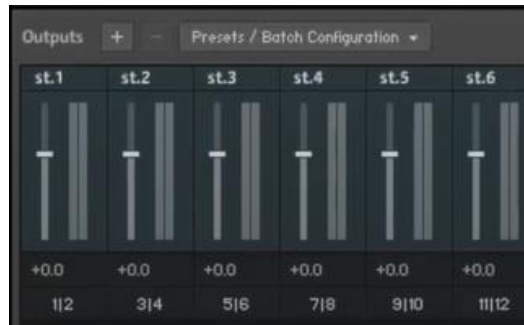 Outputs + − Presets / Batch Configuration
st.1 st.2 st.3 st.4 st.5 st.6
+0.0 +0.0 +0.0 +0.0 +0.0 +0.0
1|2 3|4 5|6 7|8 9|10 11|12